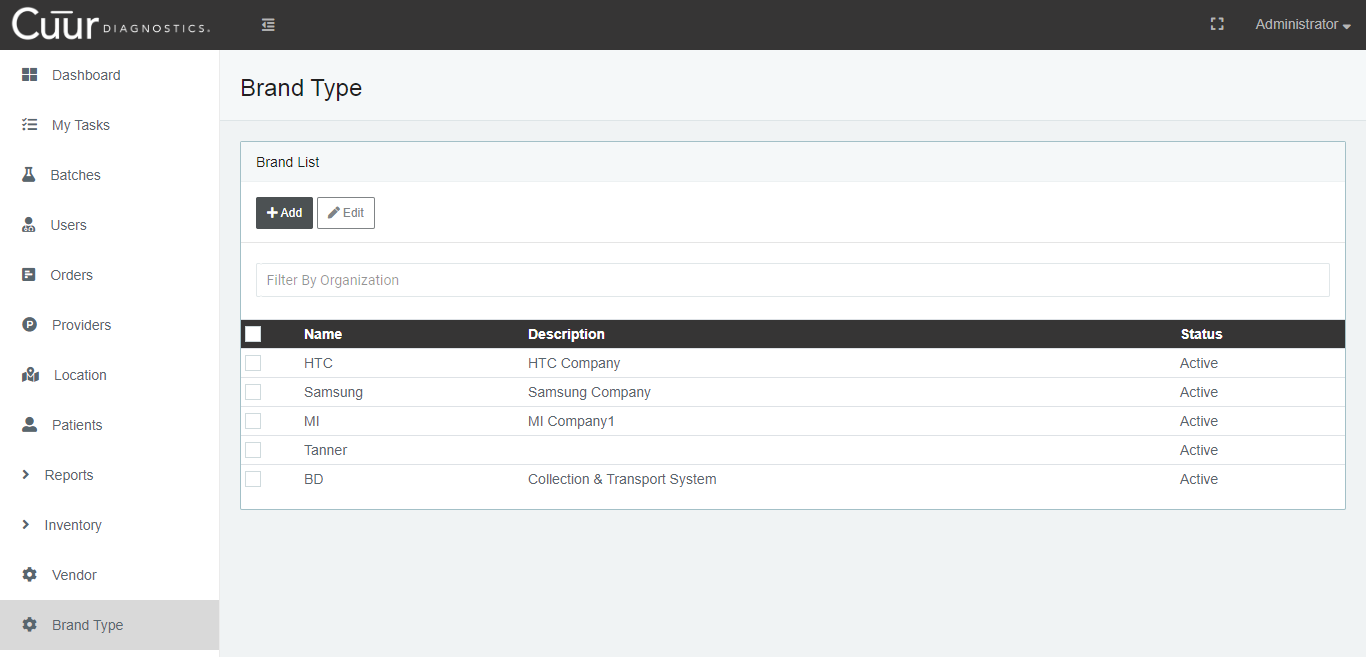 Cūur DIAGNOSTICS.
Administrator
Dashboard
My Tasks
Batches
Users
Orders
Providers
Location
Patients
Reports
Inventory
Vendor
Brand Type
Brand Type
Brand List
Add Edit
Filter By Organization
Name Description Status
HTC HTC Company Active
Samsung Samsung Company Active
MI MI Company1 Active
Tanner Active
BD Collection & Transport System Active